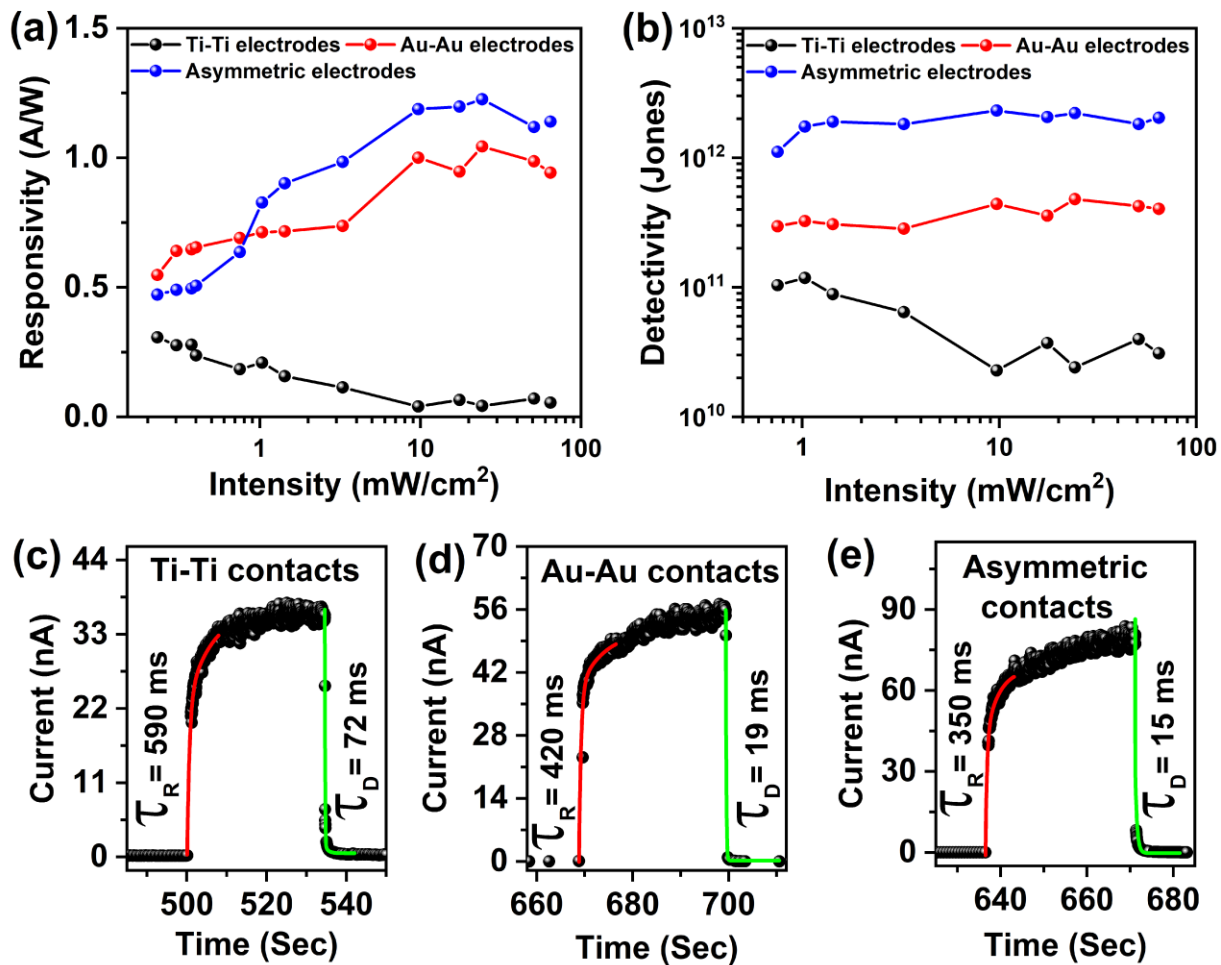 (a)
Ti-Ti electrodes Au-Au electrodes
Asymmetric electrodes
1.5
1.0
0.5
0.0
Responsivity (A/W)
1 10 100
Intensity (mW/cm²)
(b)
Ti-Ti electrodes Au-Au electrodes
Asymmetric electrodes
10¹³
10¹²
10¹¹
10¹⁰
Detectivity (Jones)
1 10 100
Intensity (mW/cm²)
(c)
Ti-Ti contacts
44
33
22
11
0
Current (nA)
τR = 590 ms
τD = 72 ms
500 520 540
Time (Sec)
(d)
Au-Au contacts
70
56
42
28
14
0
Current (nA)
τR = 420 ms
τD = 19 ms
660 680 700
Time (Sec)
(e)
Asymmetric
contacts
90
60
30
0
Current (nA)
τR = 350 ms
τD = 15 ms
640 660 680
Time (Sec)